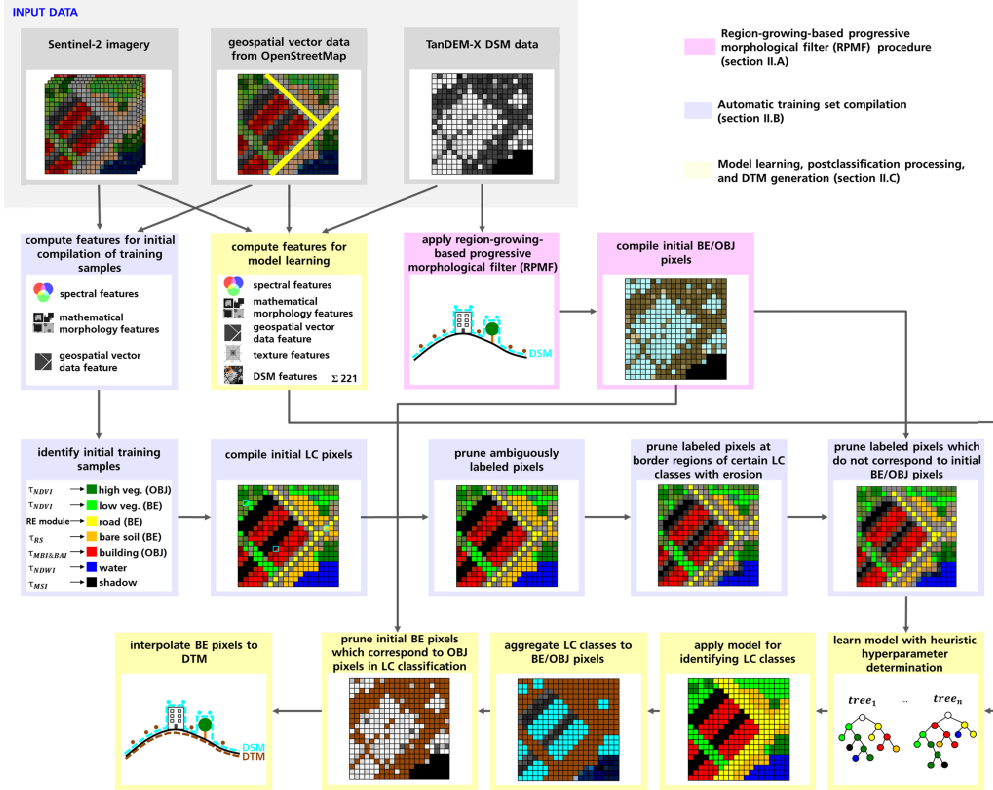 INPUT DATA
Sentinel-2 imagery
geospatial vector data
from OpenStreetMap
TanDEM-X DSM data
Region-growing-based progressive
morphological filter (RPMF) procedure
(section II.A)
Automatic training set compilation
(section II.B)
Model learning, postclassification processing,
and DTM generation (section II.C)
compute features for initial
compilation of training
samples
spectral features
mathematical
morphology features
geospatial vector
data feature
compute features for
model learning
spectral features
mathematical
morphology features
geospatial vector
data feature
texture features
DSM features Σ 221
apply region-growing-
based progressive
morphological filter (RPMF)
DSM
compile initial BE/OBJ
pixels
identify initial training
samples
τNDVI high veg. (OBJ)
τNDVI low veg. (BE)
RE module road (BE)
τRS bare soil (BE)
τMBI&BAI building (OBJ)
τNDWI water
τMSI shadow
compile initial LC pixels
prune ambiguously
labeled pixels
prune labeled pixels at
border regions of certain LC
classes with erosion
prune labeled pixels which
do not correspond to initial
BE/OBJ pixels
interpolate BE pixels to
DTM
DSM
DTM
prune initial BE pixels
which correspond to OBJ
pixels in LC classification
aggregate LC classes to
BE/OBJ pixels
apply model for
identifying LC classes
learn model with heuristic
hyperparameter
determination
tree1 .. treen